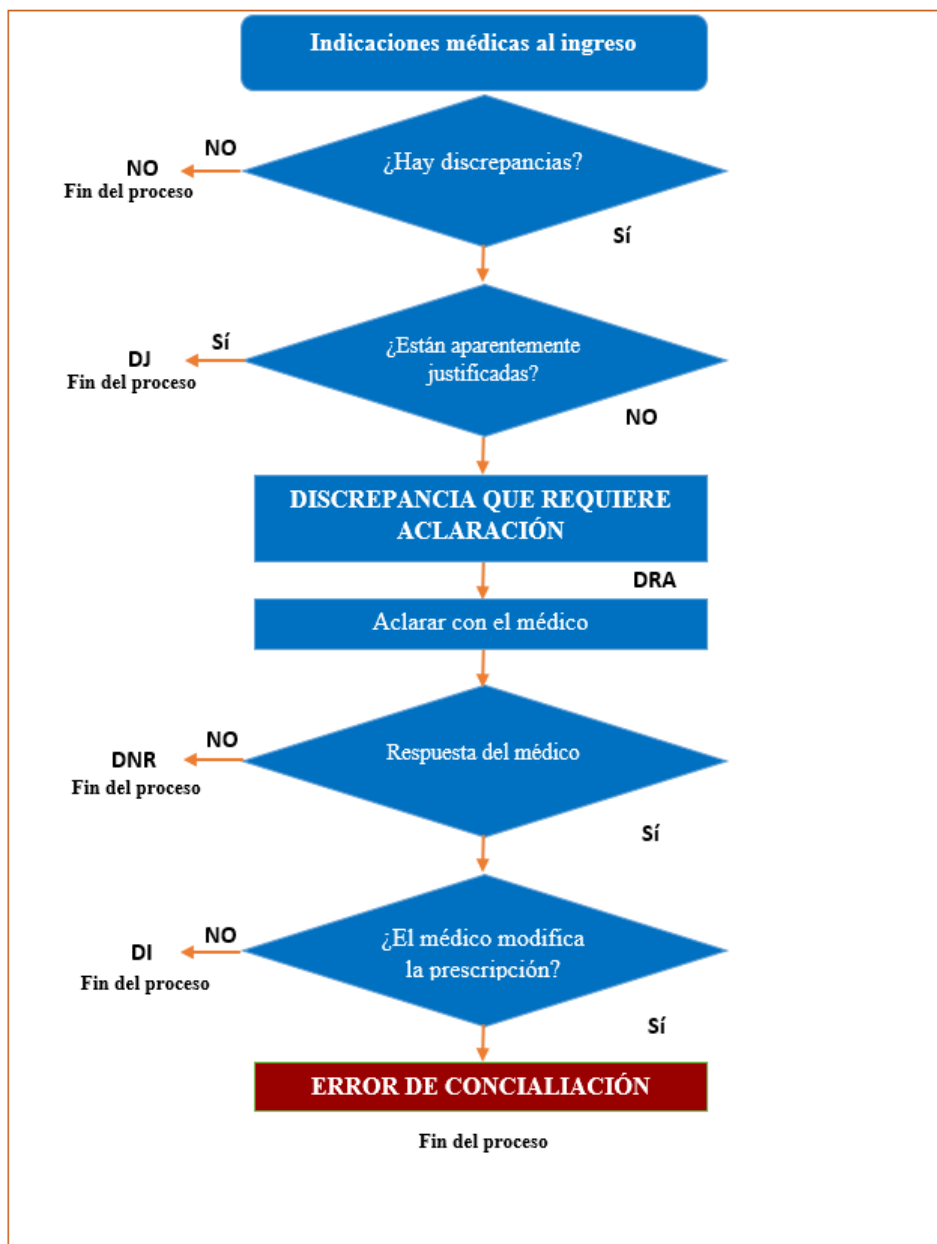 Indicaciones médicas al ingreso
¿Hay discrepancias?
NO
NO
Fin del proceso
Sí
¿Están aparentemente
justificadas?
Sí
DJ
Fin del proceso
NO
DISCREPANCIA QUE REQUIERE
ACLARACIÓN
DRA
Aclarar con el médico
Respuesta del médico
NO
DNR
Fin del proceso
Sí
¿El médico modifica
la prescripción?
NO
DI
Fin del proceso
Sí
ERROR DE CONCIALIACIÓN
Fin del proceso